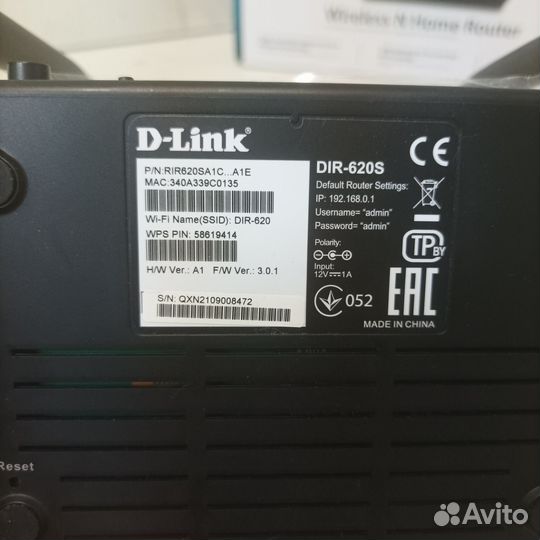 Wireless N Home Router
D-Link
P/N:RIR620SA1C...A1E
MAC:340A339C0135
Wi-Fi Name(SSID): DIR-620
WPS PIN: 58619414
H/W Ver.: A1 F/W Ver.: 3.0.1
S/N: QXN2109008472
DIR-620S
Default Router Settings:
IP: 192.168.0.1
Username= "admin"
Password= "admin"
Polarity:
Input:
12V⎓1A
052
CE
TP BY
EAC
MADE IN CHINA
Reset
Avito